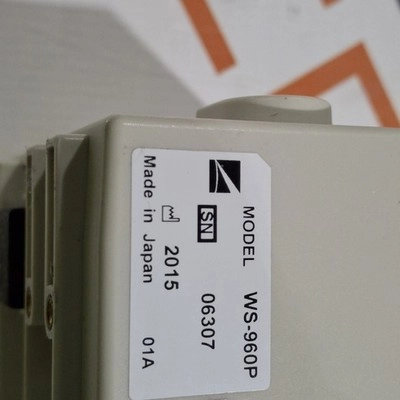 MODEL WS-960P
SN 06307
2015
Made in Japan 01A